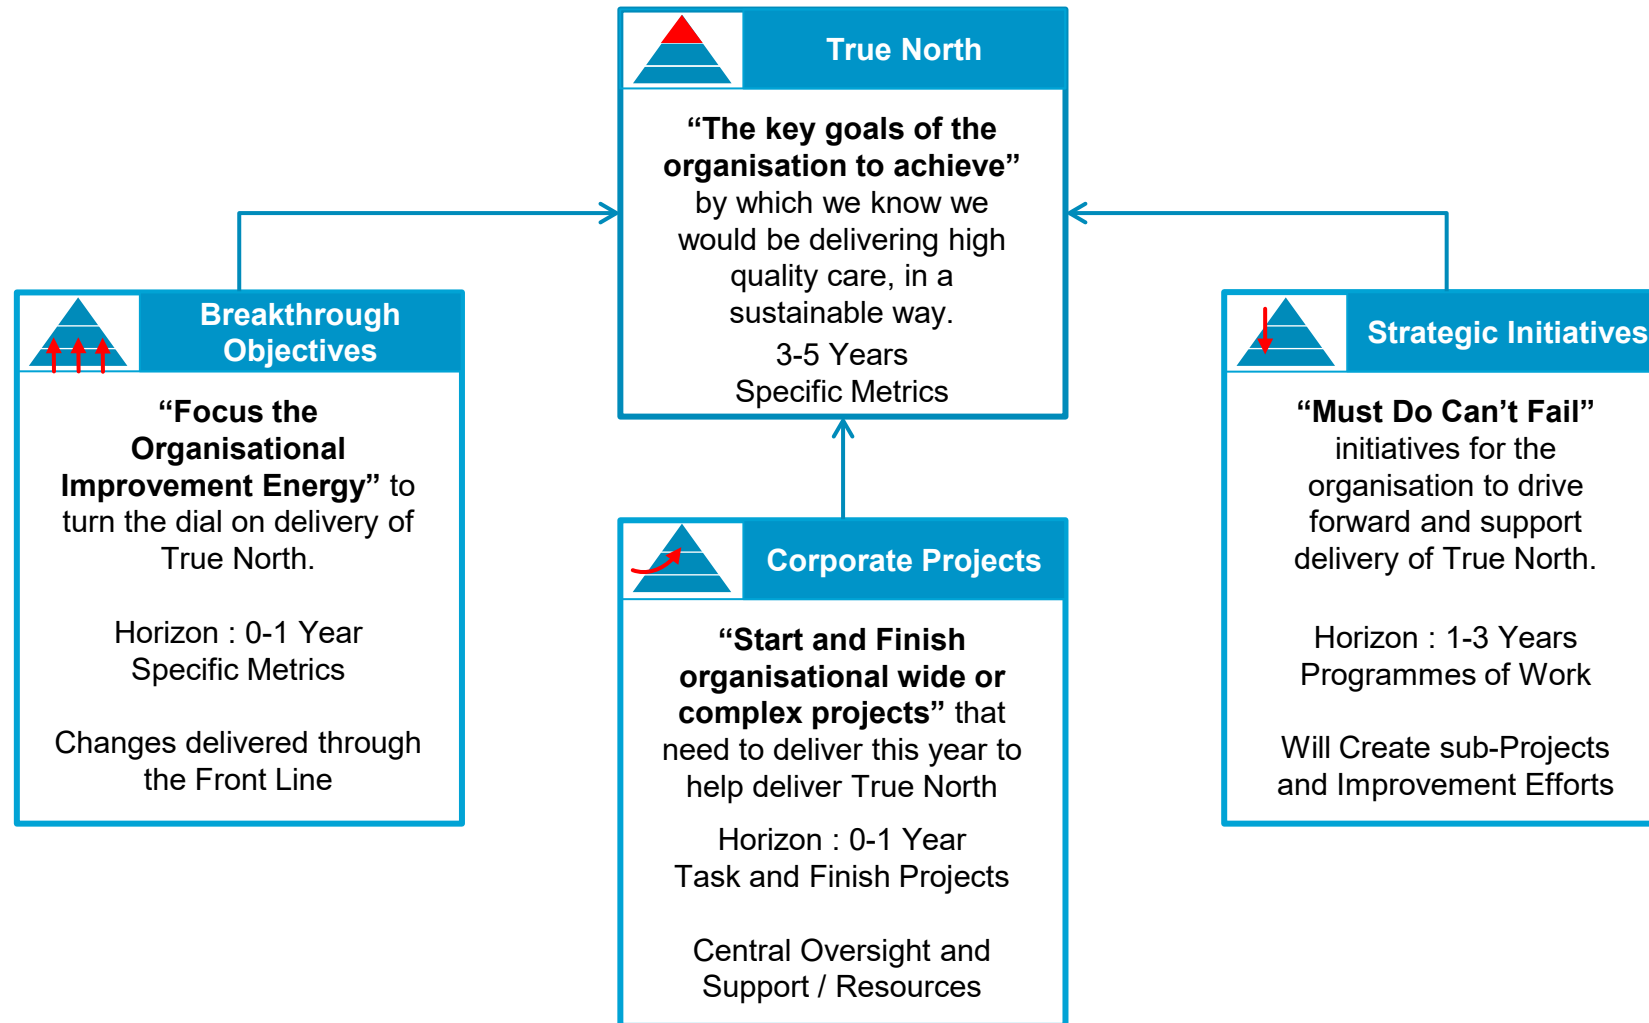 True North
“The key goals of the
organisation to achieve”
by which we know we
would be delivering high
quality care, in a
sustainable way.
3-5 Years
Specific Metrics
Breakthrough
Objectives
“Focus the
Organisational
Improvement Energy” to
turn the dial on delivery of
True North.
Horizon : 0-1 Year
Specific Metrics
Changes delivered through
the Front Line
Corporate Projects
“Start and Finish
organisational wide or
complex projects” that
need to deliver this year to
help deliver True North
Horizon : 0-1 Year
Task and Finish Projects
Central Oversight and
Support / Resources
Strategic Initiatives
“Must Do Can’t Fail”
initiatives for the
organisation to drive
forward and support
delivery of True North.
Horizon : 1-3 Years
Programmes of Work
Will Create sub-Projects
and Improvement Efforts